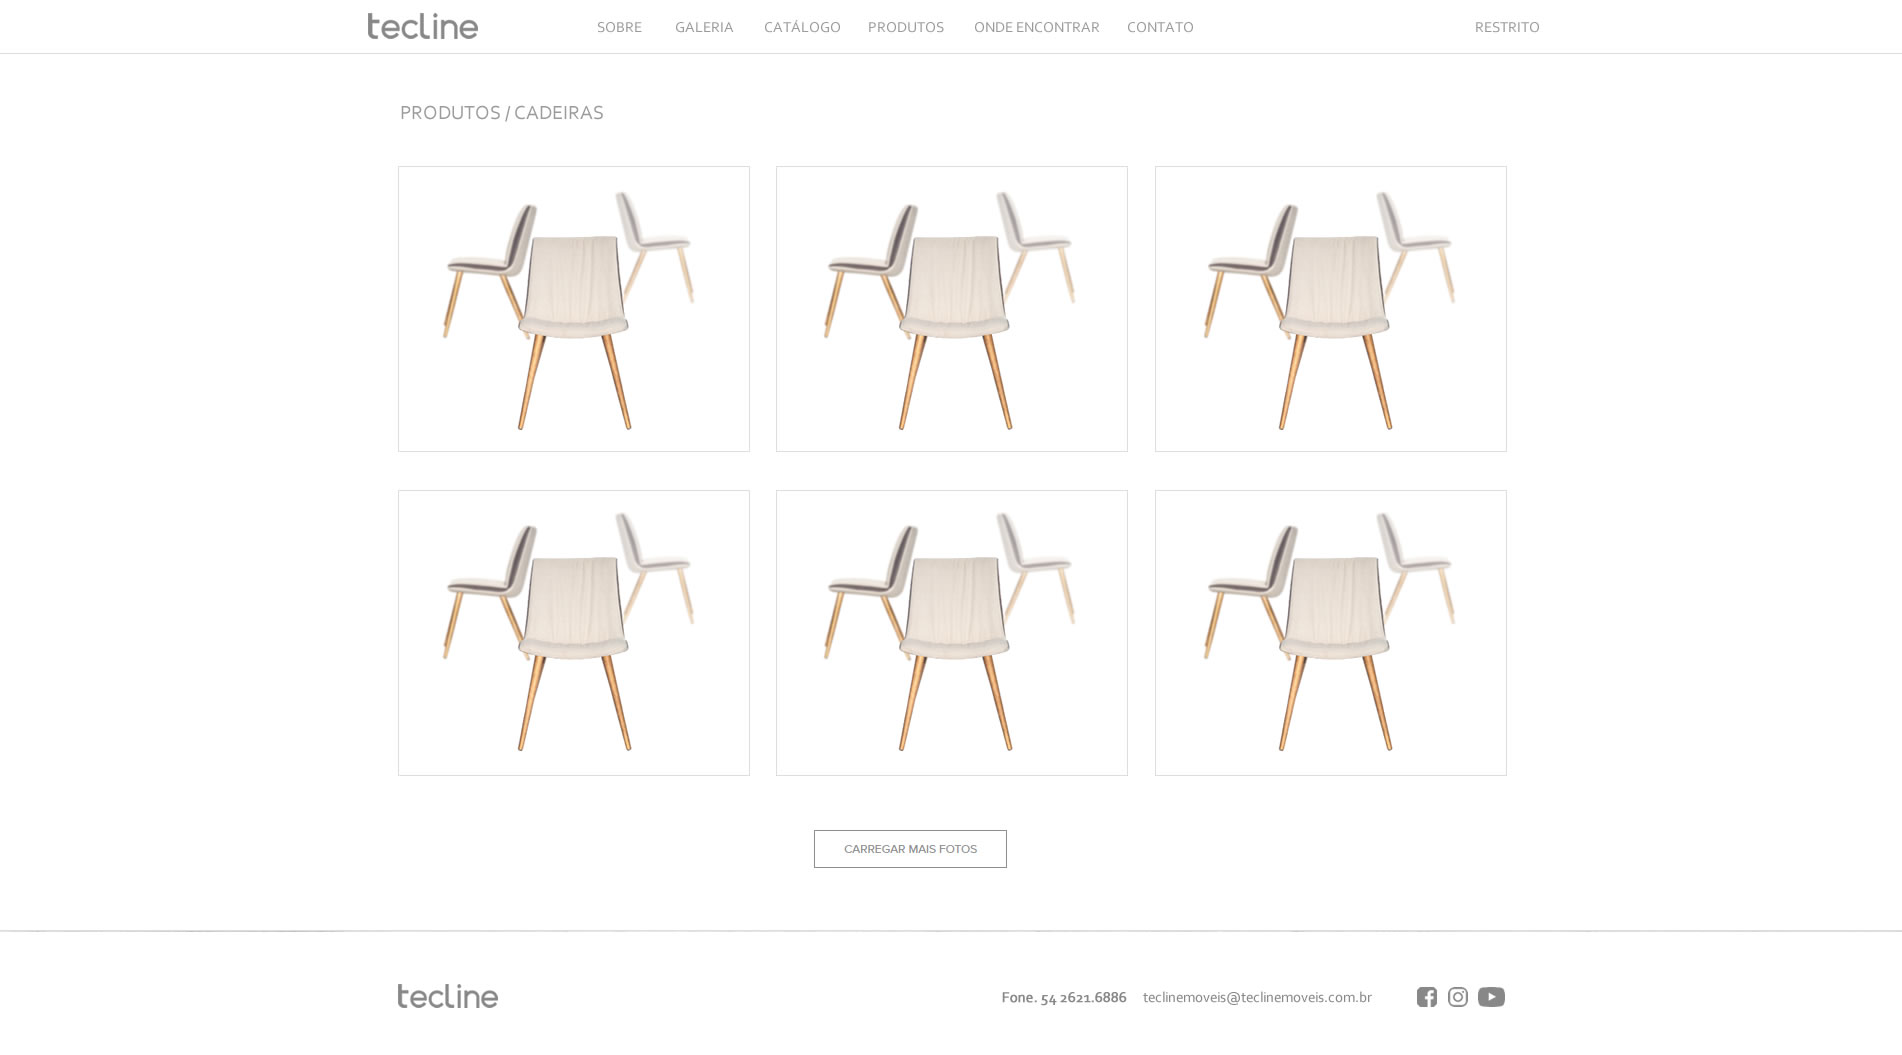 tecline SOBRE GALERIA CATÁLOGO PRODUTOS ONDE ENCONTRAR CONTATO RESTRITO
PRODUTOS / CADEIRAS
CARREGAR MAIS FOTOS
tecline Fone. 54 2621.6886 teclinemoveis@teclinemoveis.com.br